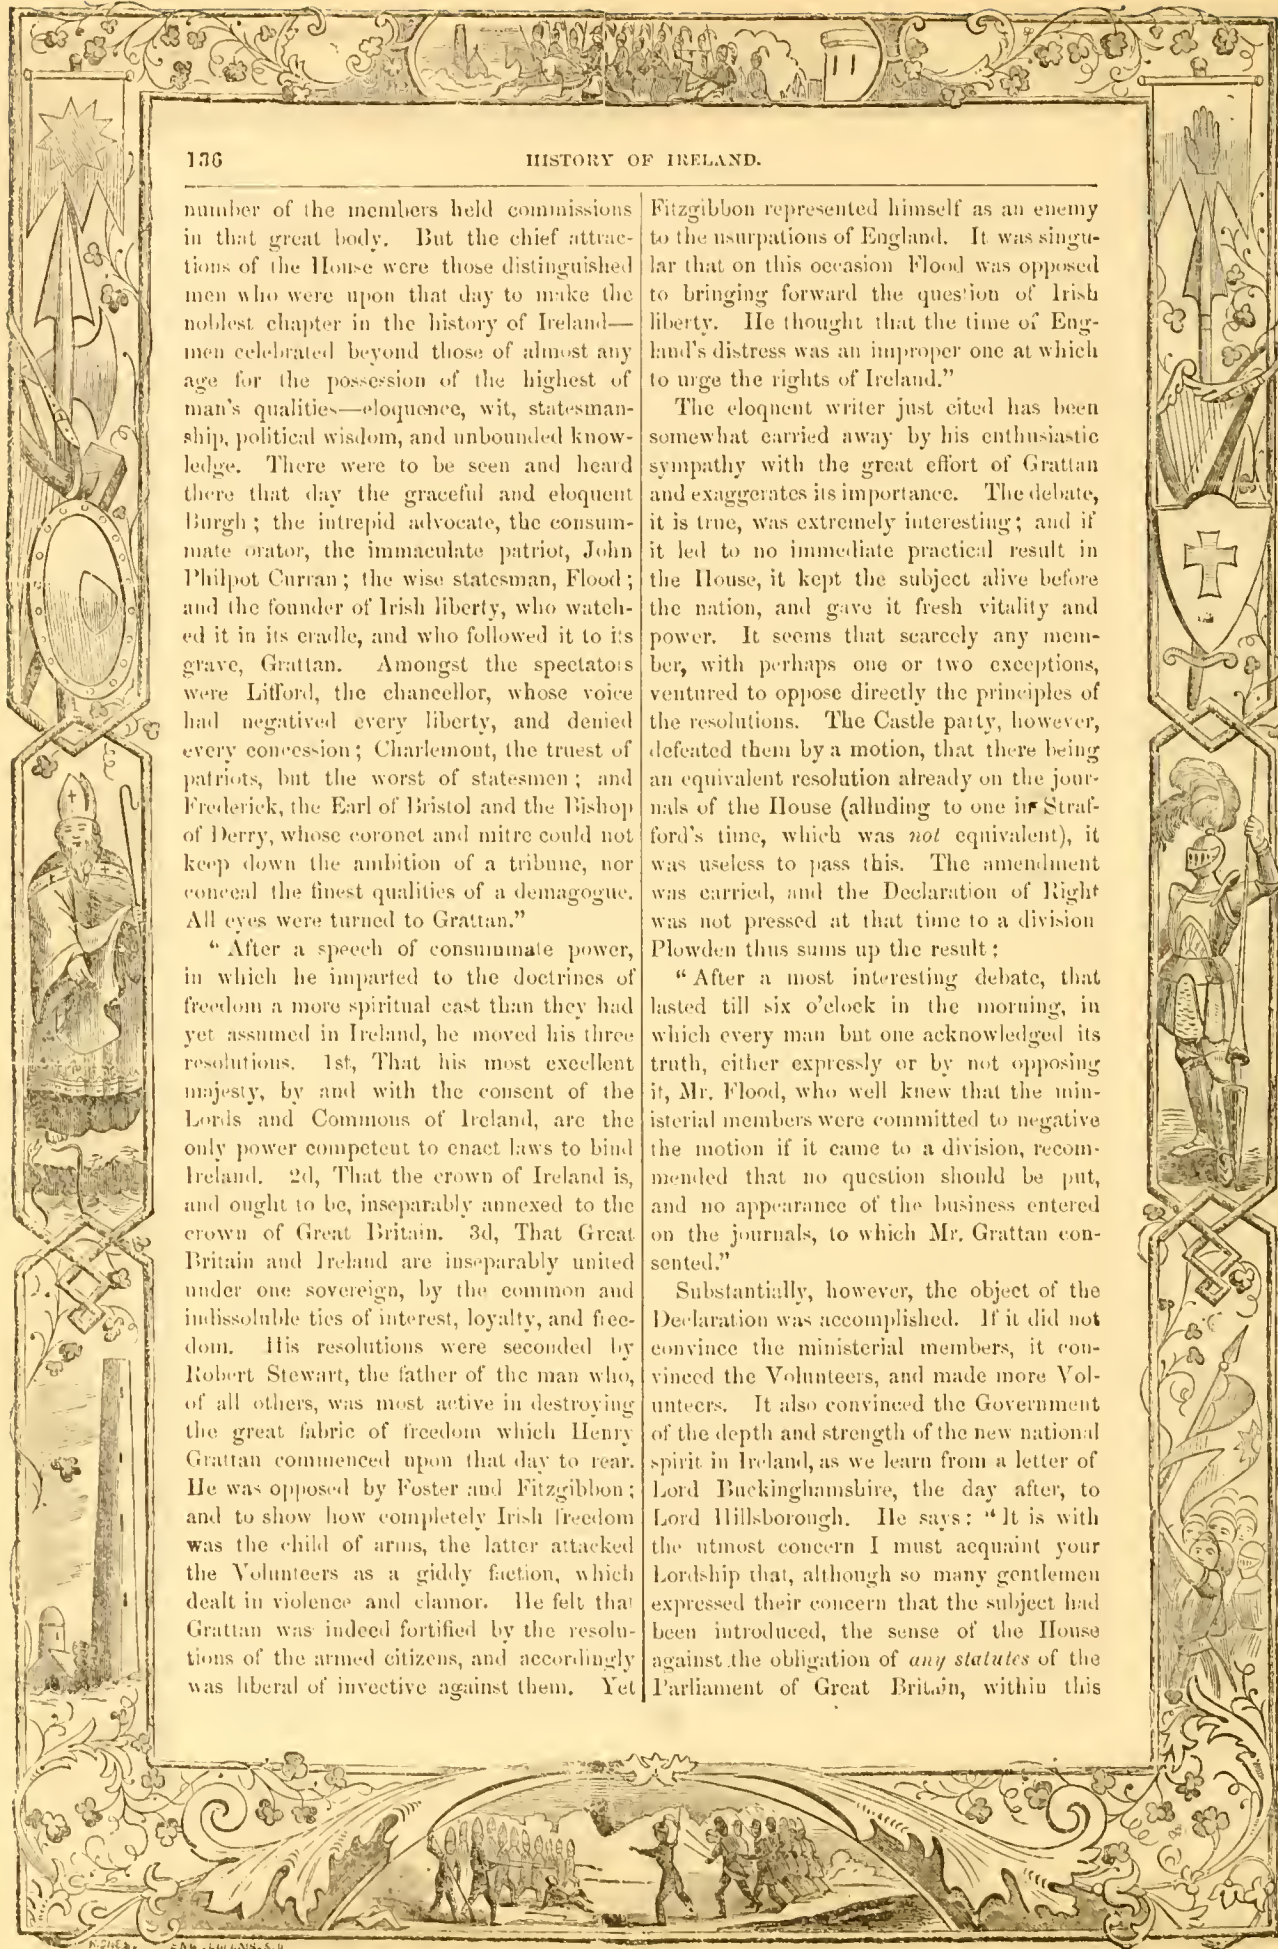 136
HISTORY OF IRELAND.
number of the members held commissions
in that great body. But the chief attrac-
tions of the House were those distinguished
men who were upon that day to make the
noblest chapter in the history of Ireland—
men celebrated beyond those of almost any
age for the possession of the highest of
man's qualities—eloquence, wit, statesman-
ship, political wisdom, and unbounded know-
ledge. There were to be seen and heard
there that day the graceful and eloquent
Burgh; the intrepid advocate, the consum-
mate orator, the immaculate patriot, John
Philpot Curran; the wise statesman, Flood;
and the founder of Irish liberty, who watch-
ed it in its cradle, and who followed it to its
grave, Grattan. Amongst the spectators
were Lifford, the chancellor, whose voice
had negatived every liberty, and denied
every concession; Charlemont, the truest of
patriots, but the worst of statesmen; and
Frederick, the Earl of Bristol and the Bishop
of Derry, whose coronet and mitre could not
keep down the ambition of a tribune, nor
conceal the finest qualities of a demagogue.
All eyes were turned to Grattan."
"After a speech of consummate power,
in which he imparted to the doctrines of
freedom a more spiritual cast than they had
yet assumed in Ireland, he moved his three
resolutions. 1st, That his most excellent
majesty, by and with the consent of the
Lords and Commons of Ireland, are the
only power competent to enact laws to bind
Ireland. 2d, That the crown of Ireland is,
and ought to be, inseparably annexed to the
crown of Great Britain. 3d, That Great
Britain and Ireland are inseparably united
under one sovereign, by the common and
indissoluble ties of interest, loyalty, and free-
dom. His resolutions were seconded by
Robert Stewart, the father of the man who,
of all others, was most active in destroying
the great fabric of freedom which Henry
Grattan commenced upon that day to rear.
He was opposed by Foster and Fitzgibbon;
and to show how completely Irish freedom
was the child of arms, the latter attacked
the Volunteers as a giddy faction, which
dealt in violence and clamor. He felt that
Grattan was indeed fortified by the resolu-
tions of the armed citizens, and accordingly
was liberal of invective against them. Yet
Fitzgibbon represented himself as an enemy
to the usurpations of England. It was singu-
lar that on this occasion Flood was opposed
to bringing forward the question of Irish
liberty. He thought that the time of Eng-
land's distress was an improper one at which
to urge the rights of Ireland."
The eloquent writer just cited has been
somewhat carried away by his enthusiastic
sympathy with the great effort of Grattan
and exaggerates its importance. The debate,
it is true, was extremely interesting; and if
it led to no immediate practical result in
the House, it kept the subject alive before
the nation, and gave it fresh vitality and
power. It seems that scarcely any mem-
ber, with perhaps one or two exceptions,
ventured to oppose directly the principles of
the resolutions. The Castle party, however,
defeated them by a motion, that there being
an equivalent resolution already on the jour-
nals of the House (alluding to one in Straf-
ford's time, which was not equivalent), it
was useless to pass this. The amendment
was carried, and the Declaration of Right
was not pressed at that time to a division
Plowden thus sums up the result:
"After a most interesting debate, that
lasted till six o'clock in the morning, in
which every man but one acknowledged its
truth, either expressly or by not opposing
it, Mr. Flood, who well knew that the min-
isterial members were committed to negative
the motion if it came to a division, recom-
mended that no question should be put,
and no appearance of the business entered
on the journals, to which Mr. Grattan con-
sented."
Substantially, however, the object of the
Declaration was accomplished. If it did not
convince the ministerial members, it con-
vinced the Volunteers, and made more Vol-
unteers. It also convinced the Government
of the depth and strength of the new national
spirit in Ireland, as we learn from a letter of
Lord Buckinghamshire, the day after, to
Lord Hillsborough. He says: "It is with
the utmost concern I must acquaint your
Lordship that, although so many gentlemen
expressed their concern that the subject had
been introduced, the sense of the House
against the obligation of any statutes of the
Parliament of Great Britain, within this